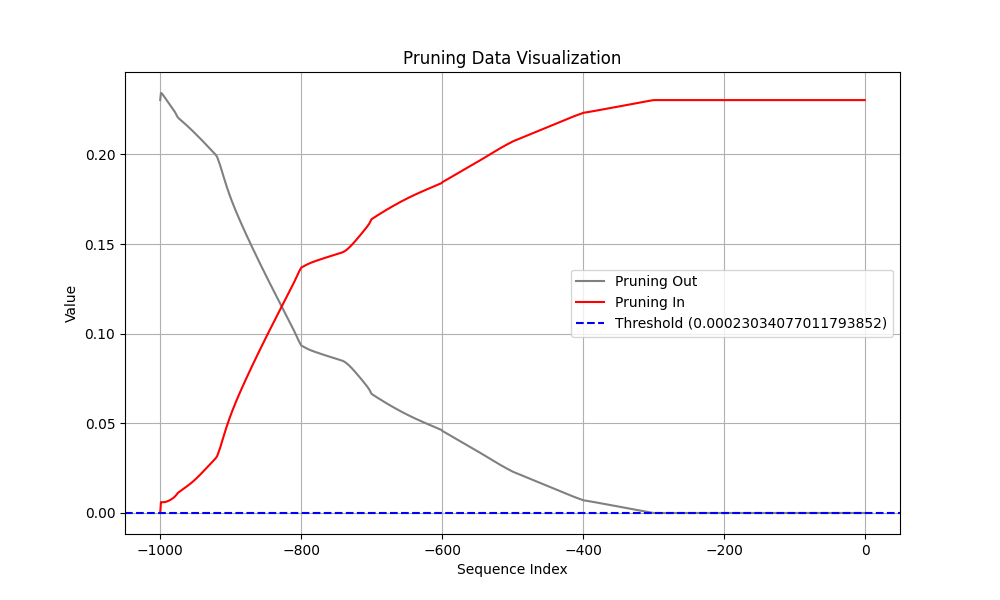 Pruning Data Visualization
Value
0.20
0.15
0.10
0.05
0.00
Pruning Out
Pruning In
Threshold (0.00023034077011793852)
−1000
−800
−600
−400
−200
0
Sequence Index